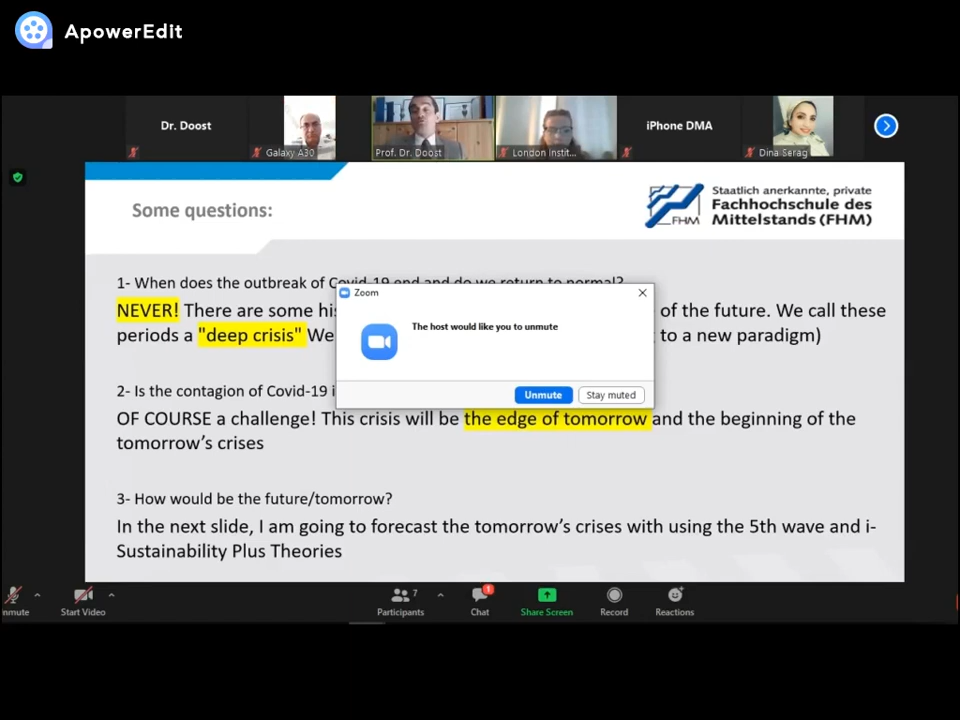 ApowerEdit
Dr. Doost
Galaxy A30
Prof. Dr. Doost
London Instit...
iPhone DMA
Dina Serag
Some questions:
FHM
Staatlich anerkannte, private
Fachhochschule des
Mittelstands (FHM)
1- When does the outbreak of Covid-19 end and do we return to normal?
NEVER! There are some his
of the future. We call these
periods a "deep crisis" We
to a new paradigm)
Zoom
The host would like you to unmute
Unmute
Stay muted
2- Is the contagion of Covid-19 i
OF COURSE a challenge! This crisis will be the edge of tomorrow and the beginning of the
tomorrow's crises
3- How would be the future/tomorrow?
In the next slide, I am going to forecast the tomorrow's crises with using the 5th wave and i-
Sustainability Plus Theories
nmute
Start Video
7
Participants
1
Chat
Share Screen
Record
Reactions